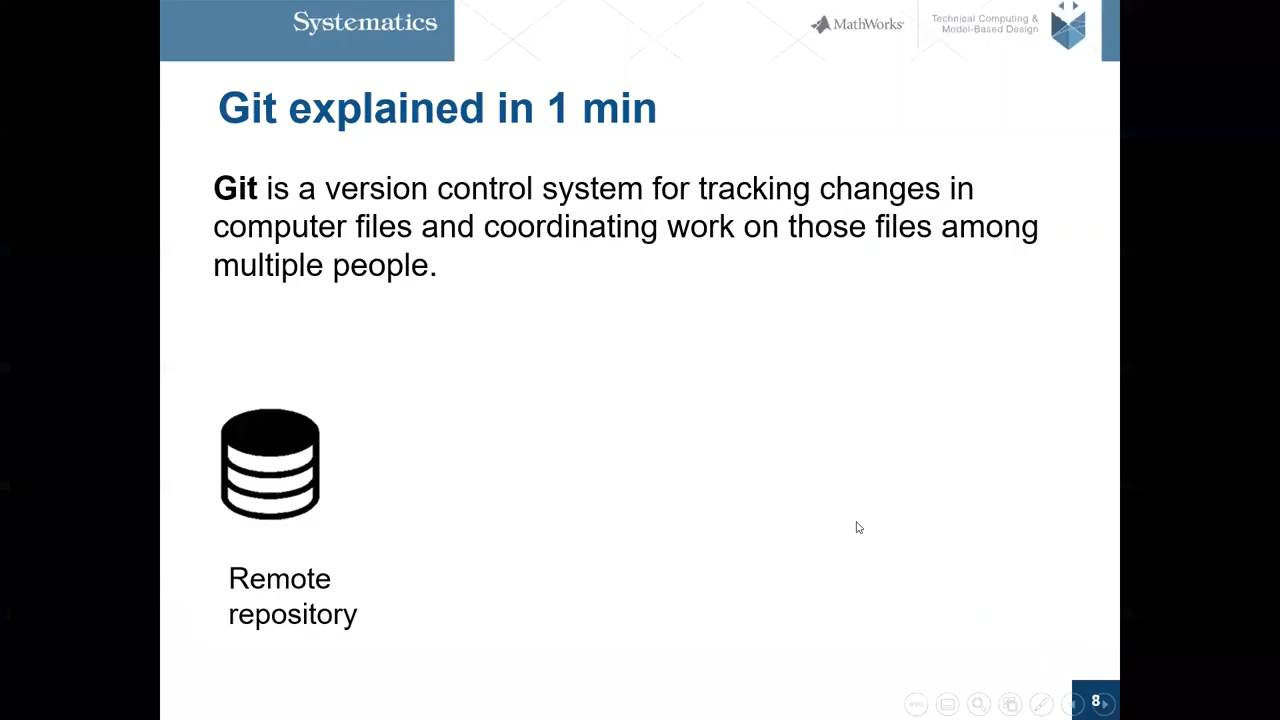 Systematics
MathWorks
Technical Computing &
Model-Based Design
Git explained in 1 min
Git is a version control system for tracking changes in
computer files and coordinating work on those files among
multiple people.
Remote
repository
8